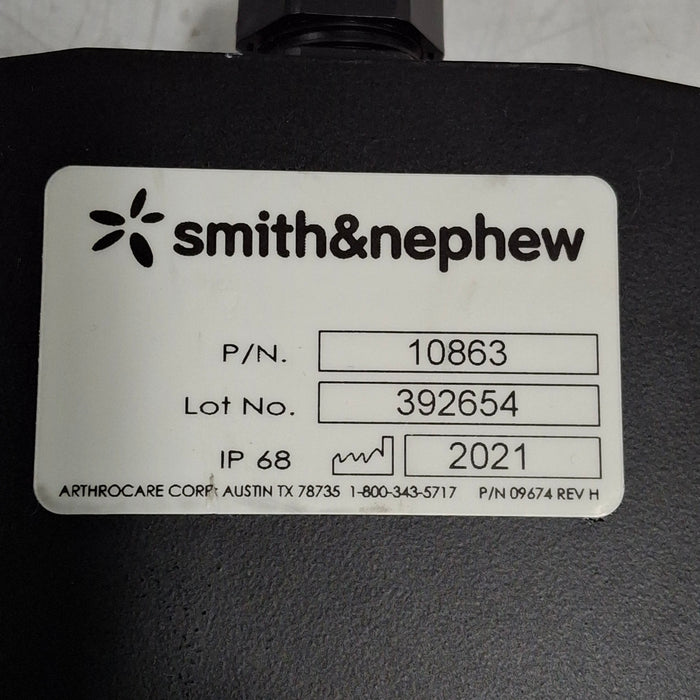 smith&nephew
P/N. 10863
Lot No. 392654
IP 68 2021
ARTHROCARE CORP. AUSTIN TX 78735 1-800-343-5717 P/N 09674 REV H